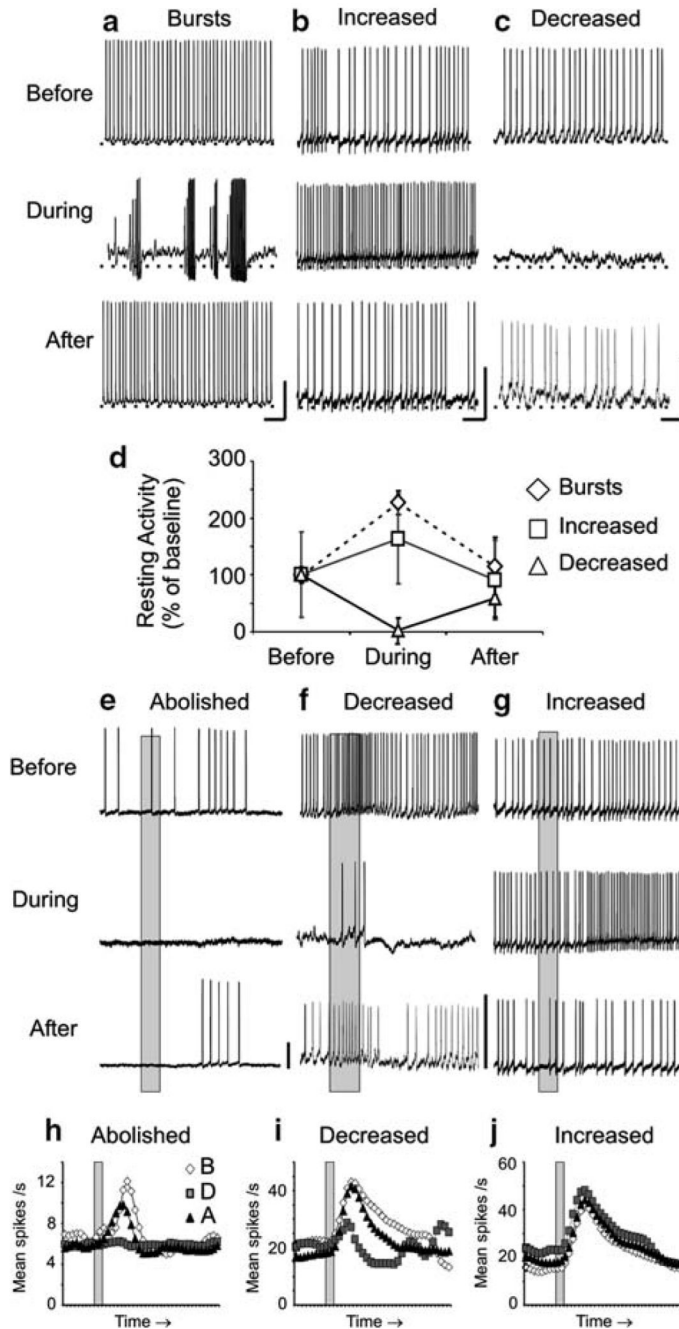 a Bursts b Increased c Decreased
Before
During
After
d
Resting Activity
(% of baseline)
300
200
100
0
Before During After
Bursts
Increased
Decreased
e Abolished f Decreased g Increased
Before
During
After
h Abolished i Decreased j Increased
Mean spikes /s
12
8
4
0
B
D
A
Time →
Mean spikes /s
40
20
0
Time →
Mean spikes /s
60
40
20
0
Time →